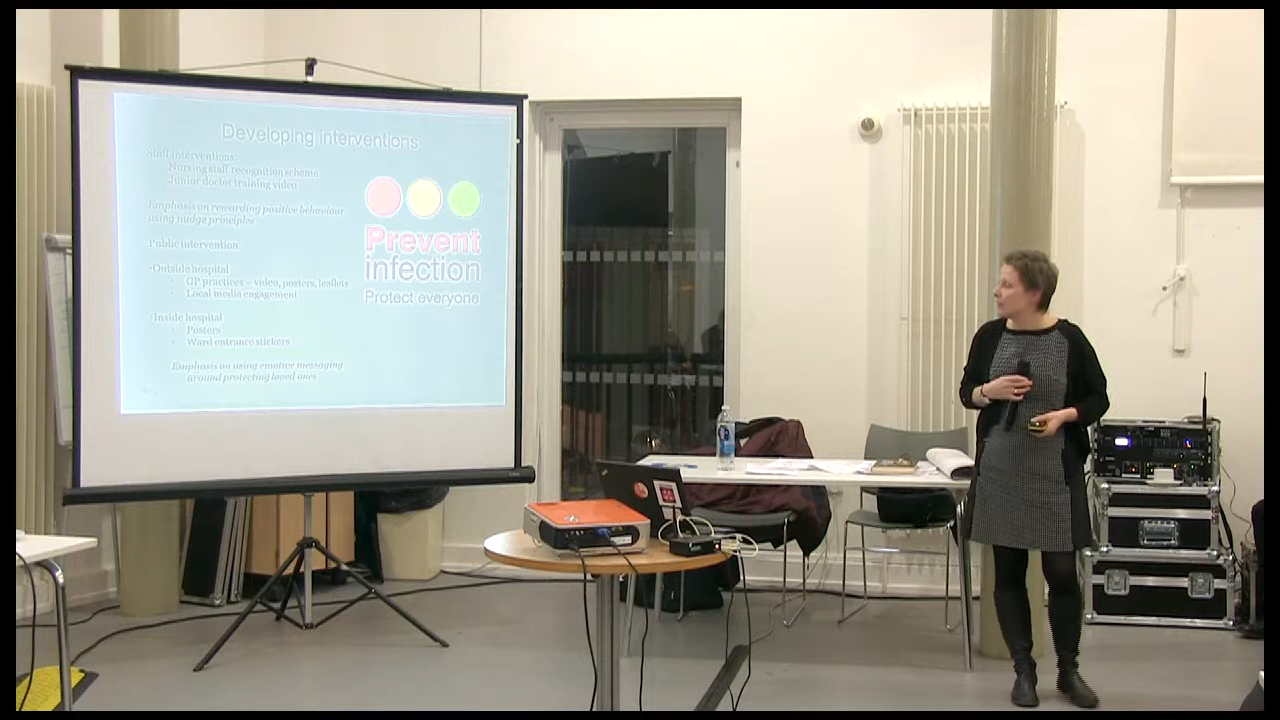 Developing interventions
Staff interventions:
Nursing staff recognition scheme
Junior doctor training video
Emphasis on rewarding positive behaviour
using nudge principles
Public intervention:
•Outside hospital
• GP practices – video, posters, leaflets
• Local media engagement
•Inside hospital
• Posters
• Ward entrance stickers
Emphasis on using emotive messaging
around protecting loved ones
Prevent
infection
Protect everyone